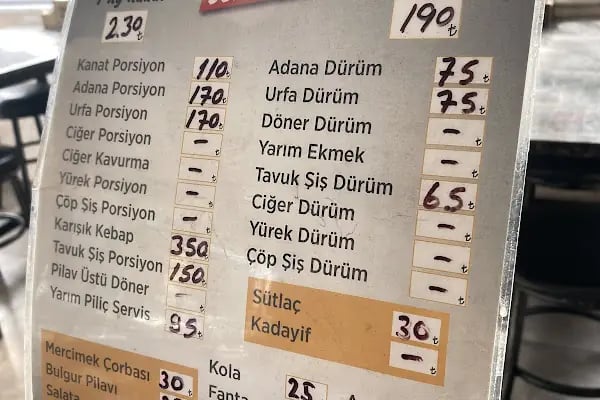 2.30 190 ₺
Kanat Porsiyon 110 ₺
Adana Porsiyon 170 ₺
Urfa Porsiyon 170 ₺
Ciğer Porsiyon - ₺
Ciğer Kavurma - ₺
Yürek Porsiyon - ₺
Çöp Şiş Porsiyon - ₺
Karışık Kebap 350
Tavuk Şiş Porsiyon 150 ₺
Pilav Üstü Döner - ₺
Yarım Piliç Servis 95 ₺
Adana Dürüm 75 ₺
Urfa Dürüm 75 ₺
Döner Dürüm - ₺
Yarım Ekmek - ₺
Tavuk Şiş Dürüm 65 ₺
Ciğer Dürüm - ₺
Yürek Dürüm - ₺
Çöp Şiş Dürüm - ₺
Sütlaç 30 ₺
Kadayif - ₺
Mercimek Çorbası 30 ₺
Bulgur Pilavı
Salata
Kola 25 ₺
Fanta